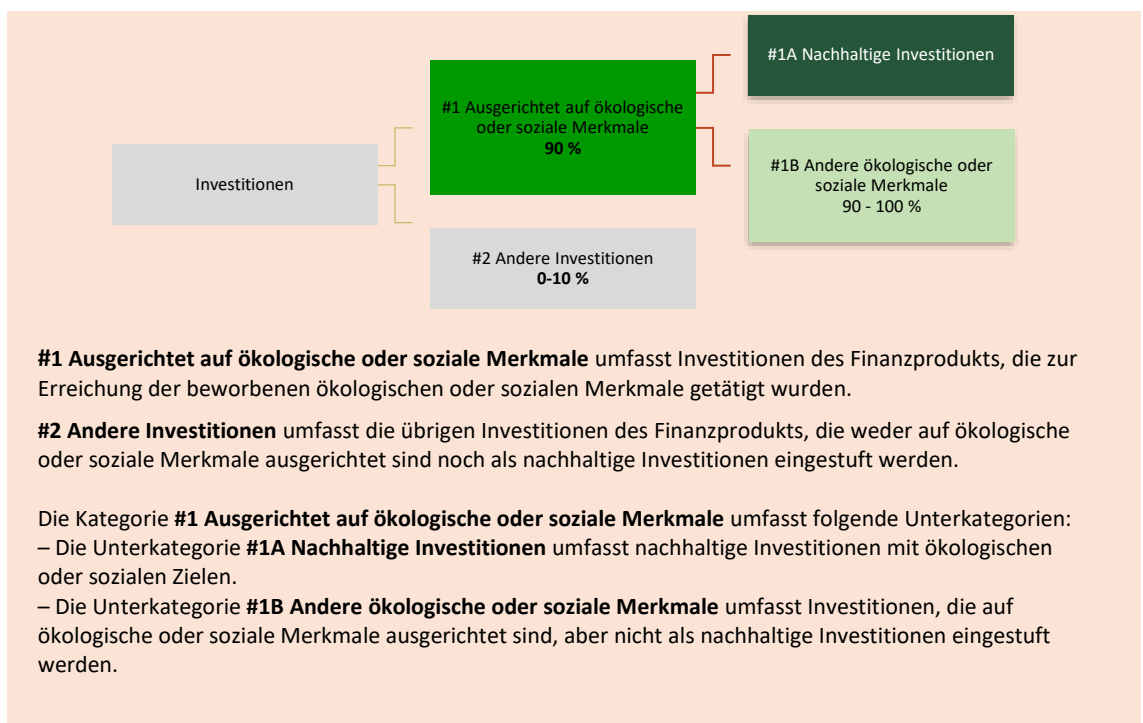 #1A Nachhaltige Investitionen
#1 Ausgerichtet auf ökologische
oder soziale Merkmale
90 %
#1B Andere ökologische oder
soziale Merkmale
90 - 100 %
Investitionen
#2 Andere Investitionen
0-10 %
#1 Ausgerichtet auf ökologische oder soziale Merkmale umfasst Investitionen des Finanzprodukts, die zur
Erreichung der beworbenen ökologischen oder sozialen Merkmale getätigt wurden.
#2 Andere Investitionen umfasst die übrigen Investitionen des Finanzprodukts, die weder auf ökologische
oder soziale Merkmale ausgerichtet sind noch als nachhaltige Investitionen eingestuft werden.
Die Kategorie #1 Ausgerichtet auf ökologische oder soziale Merkmale umfasst folgende Unterkategorien:
– Die Unterkategorie #1A Nachhaltige Investitionen umfasst nachhaltige Investitionen mit ökologischen
oder sozialen Zielen.
– Die Unterkategorie #1B Andere ökologische oder soziale Merkmale umfasst Investitionen, die auf
ökologische oder soziale Merkmale ausgerichtet sind, aber nicht als nachhaltige Investitionen eingestuft
werden.